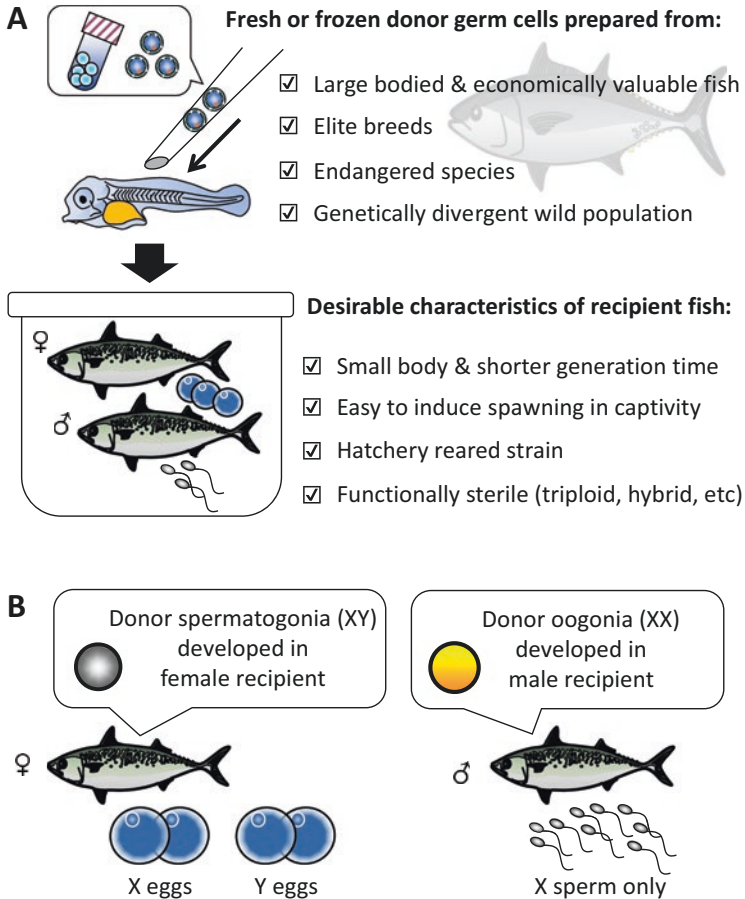 A
Fresh or frozen donor germ cells prepared from:
☑ Large bodied & economically valuable fish
☑ Elite breeds
☑ Endangered species
☑ Genetically divergent wild population
Desirable characteristics of recipient fish:
♀
♂
☑ Small body & shorter generation time
☑ Easy to induce spawning in captivity
☑ Hatchery reared strain
☑ Functionally sterile (triploid, hybrid, etc)
B
Donor spermatogonia (XY)
developed in
female recipient
♀
X eggs
Y eggs
Donor oogonia (XX)
developed in
male recipient
♂
X sperm only